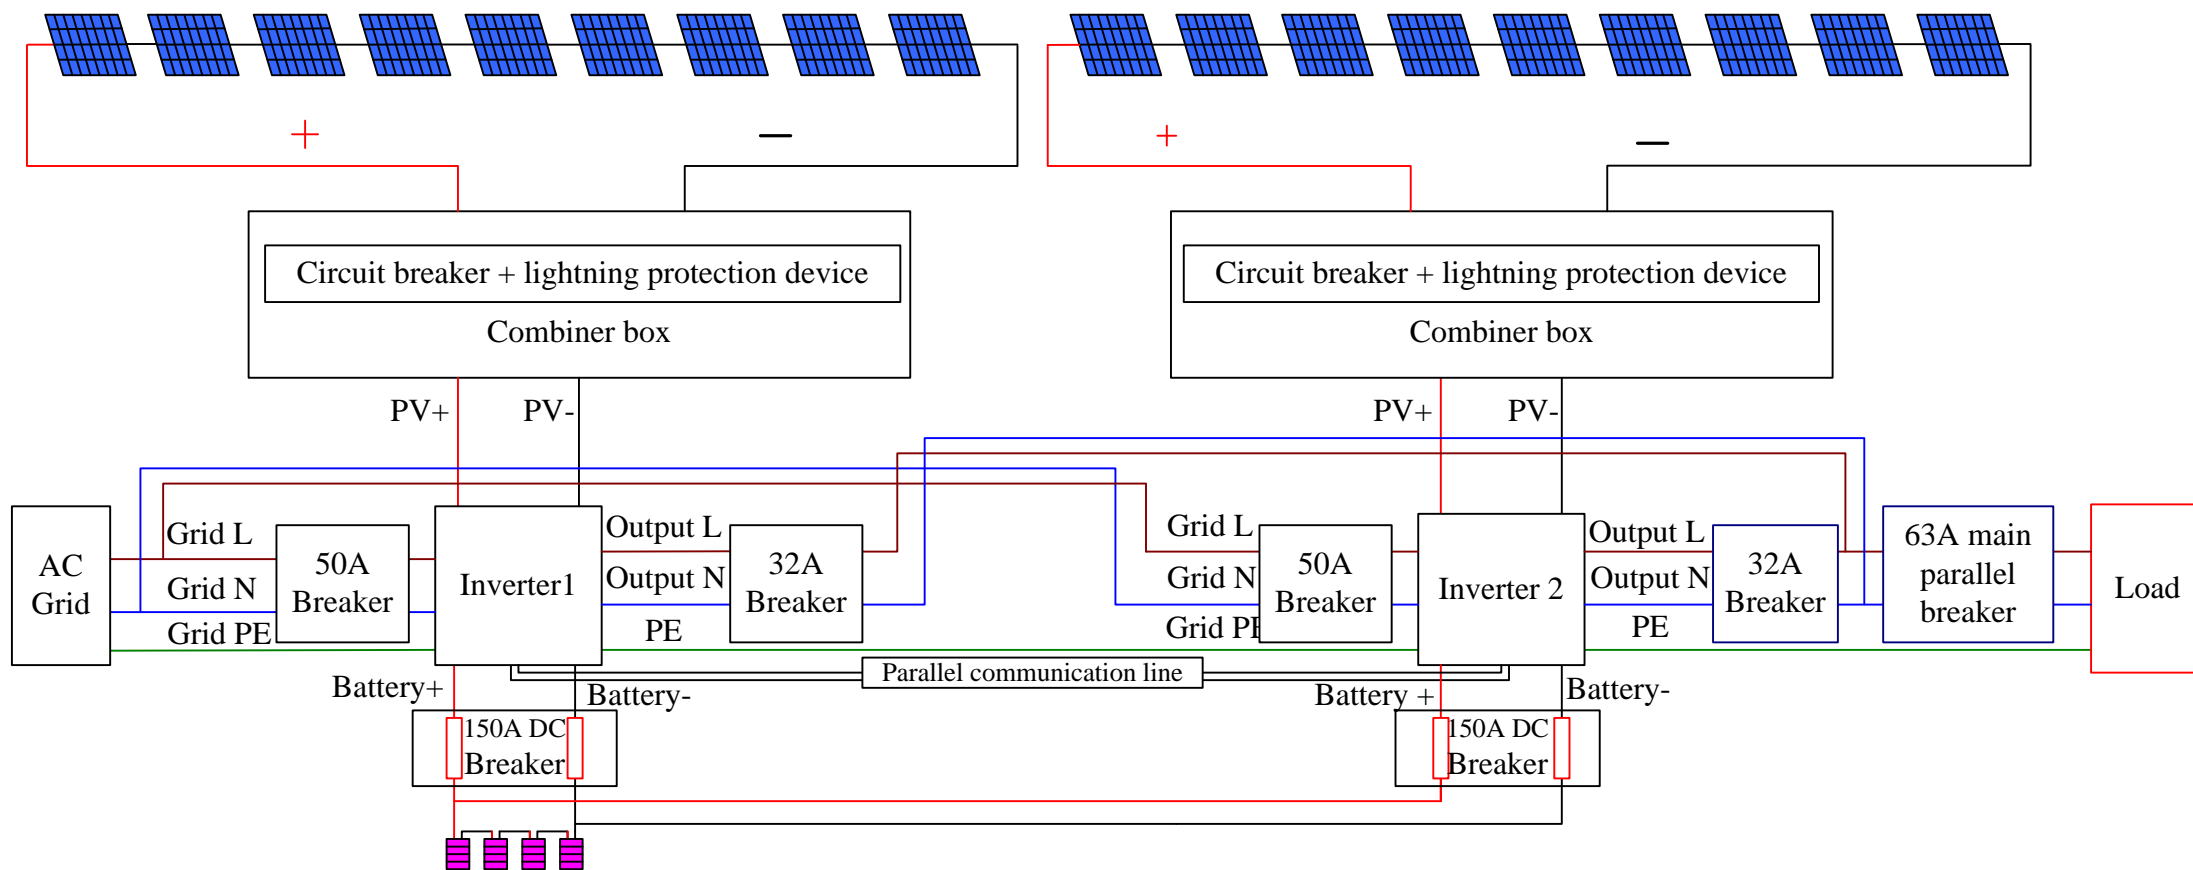 +
−
+
−
Circuit breaker + lightning protection device
Combiner box
Circuit breaker + lightning protection device
Combiner box
PV+
PV-
PV+
PV-
AC
Grid
Grid L
Grid N
Grid PE
50A
Breaker
Inverter1
Output L
Output N
PE
32A
Breaker
Grid L
Grid N
Grid PE
50A
Breaker
Inverter 2
Output L
Output N
PE
32A
Breaker
63A main
parallel
breaker
Load
Parallel communication line
Battery+
Battery-
Battery +
Battery-
150A DC
Breaker
150A DC
Breaker